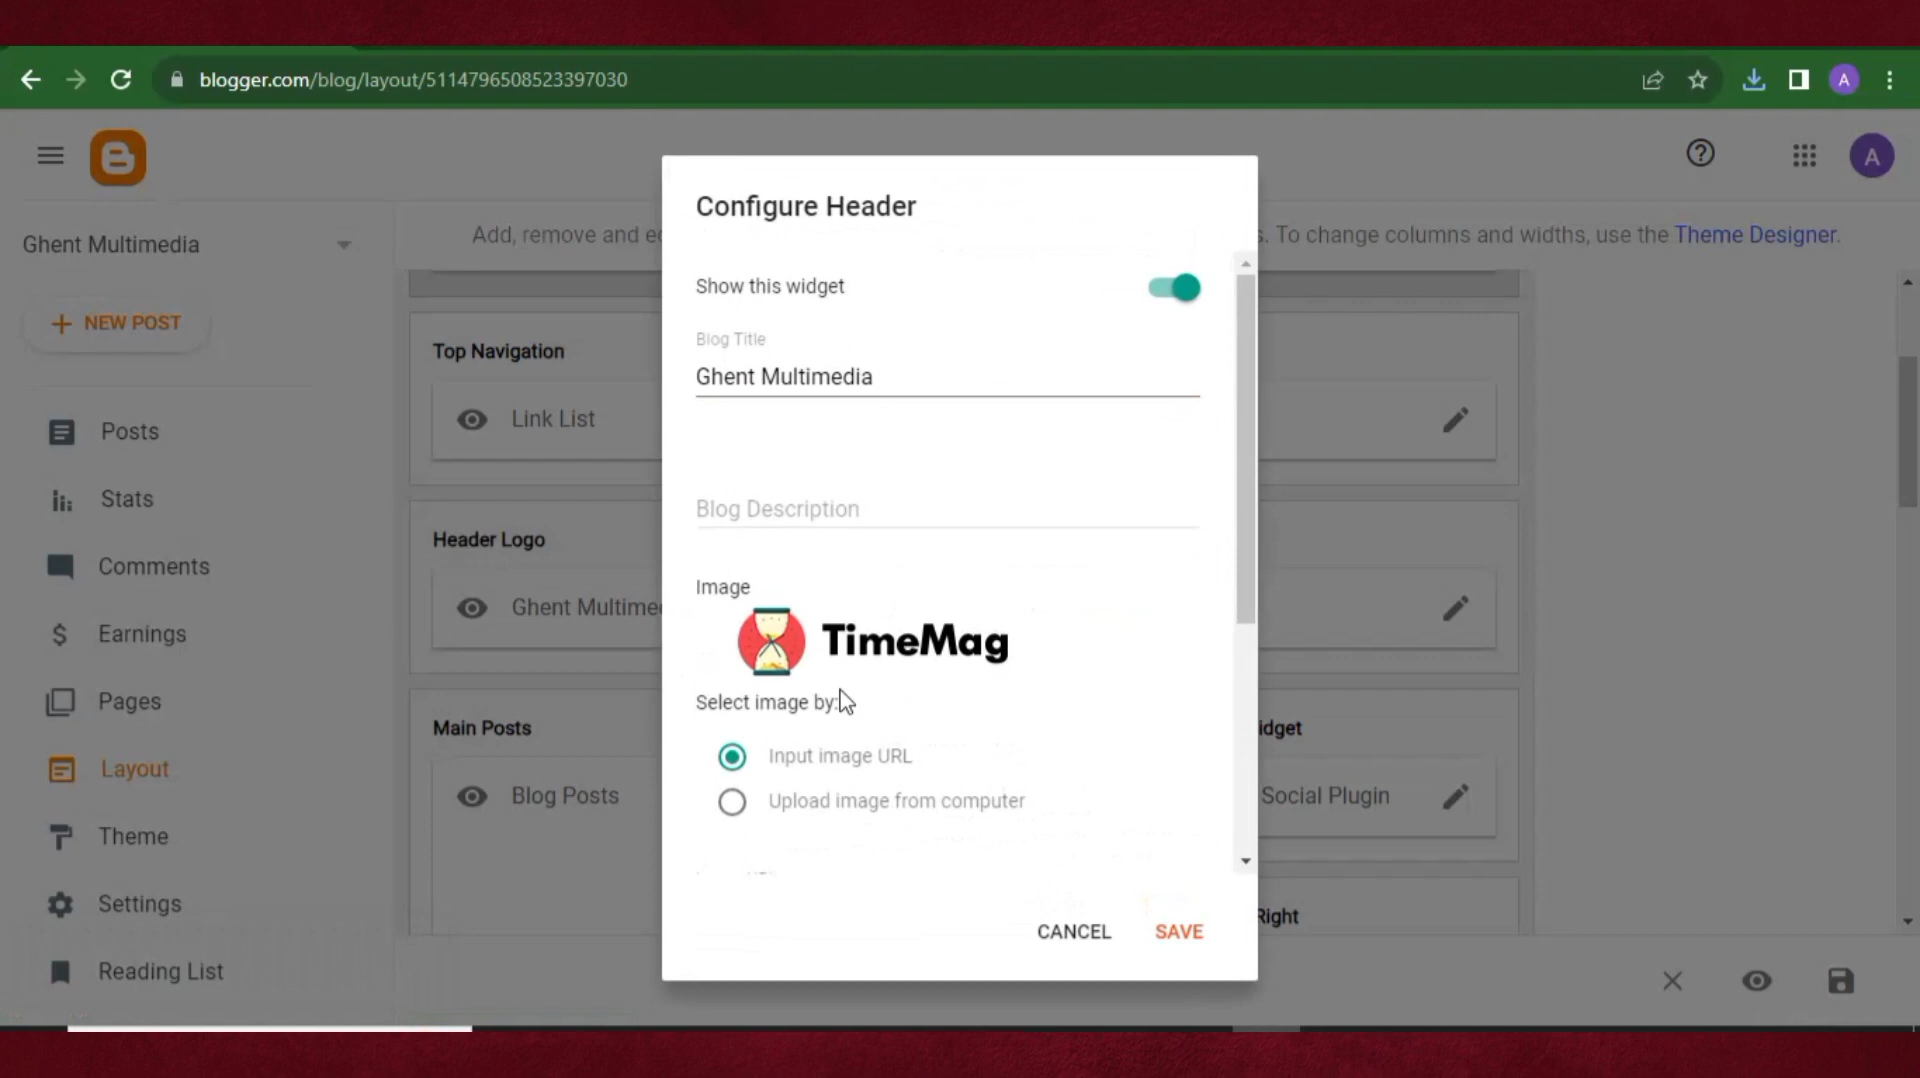 blogger.com/blog/layout/5114796508523397030
A
A
Ghent Multimedia
NEW POST
Posts
Stats
Comments
Earnings
Pages
Layout
Theme
Settings
Reading List
Add, remove and e
s. To change columns and widths, use the Theme Designer.
Top Navigation
Link List
Header Logo
Ghent Multime
Main Posts
Blog Posts
idget
Social Plugin
Right
Configure Header
Show this widget
Blog Title
Ghent Multimedia
Blog Description
Image
TimeMag
Select image by:
Input image URL
Upload image from computer
CANCEL
SAVE